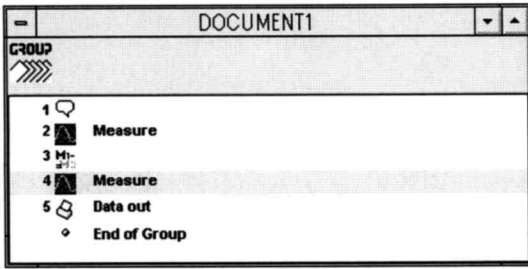 DOCUMENT1
GROUP
1
2 Measure
3
4 Measure
5 Data out
End of Group